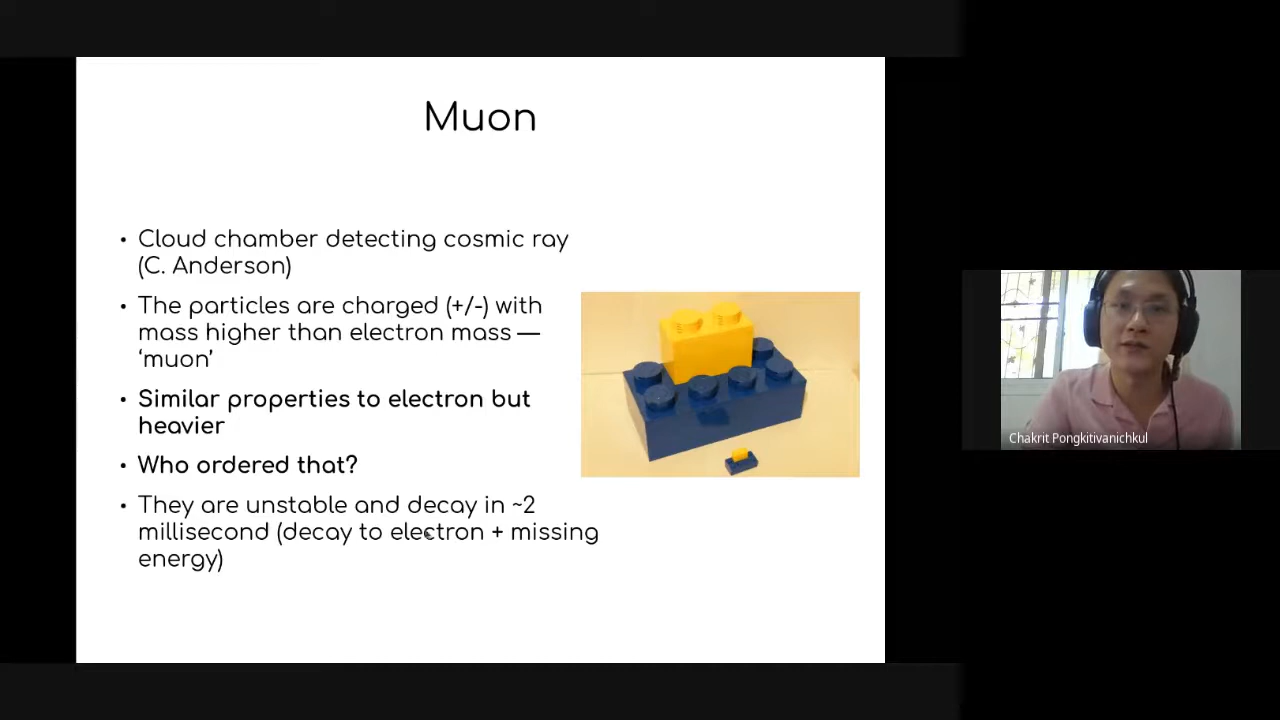 Muon
• Cloud chamber detecting cosmic ray
(C. Anderson)
• The particles are charged (+/-) with
mass higher than electron mass —
‘muon’
• Similar properties to electron but
heavier
• Who ordered that?
• They are unstable and decay in ~2
millisecond (decay to electron + missing
energy)
Chakrit Pongkitivanichkul